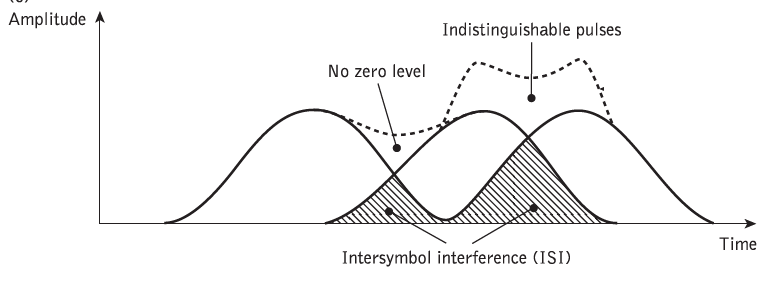 Amplitude
Indistinguishable pulses
No zero level
Time
Intersymbol interference (ISI)